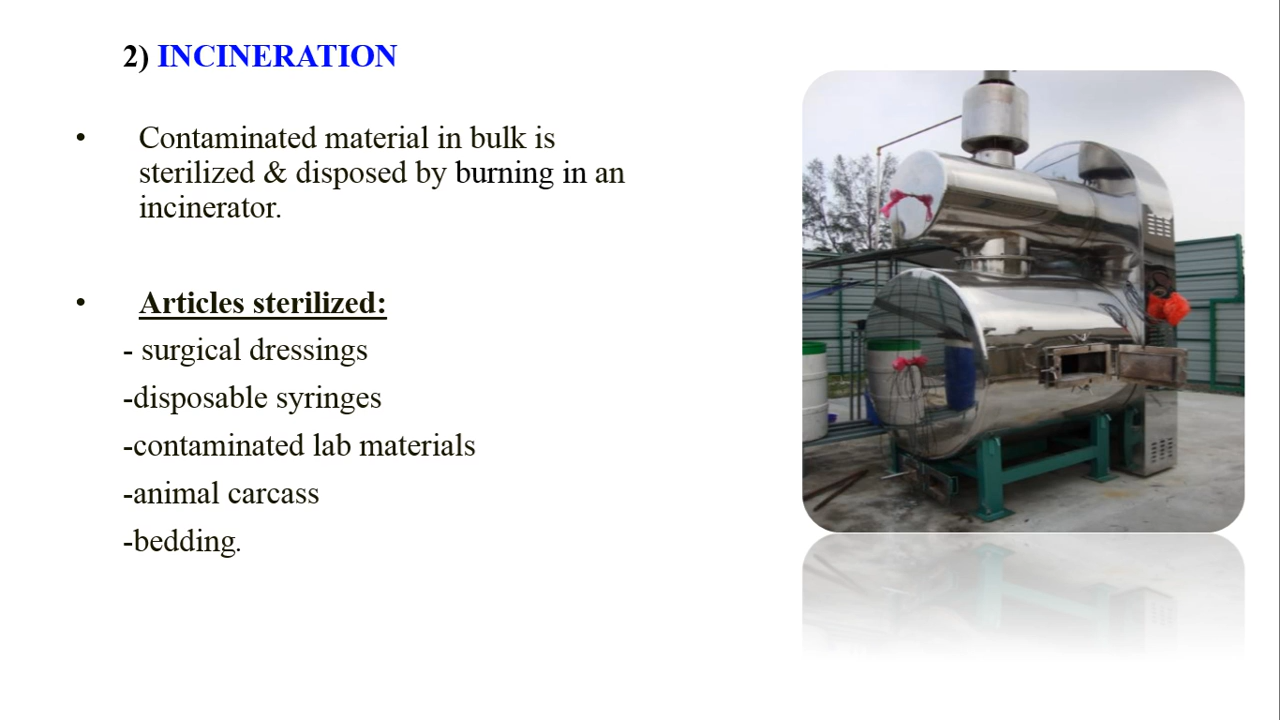 2) INCINERATION
• Contaminated material in bulk is
sterilized & disposed by burning in an
incinerator.
• Articles sterilized:
- surgical dressings
-disposable syringes
-contaminated lab materials
-animal carcass
-bedding.